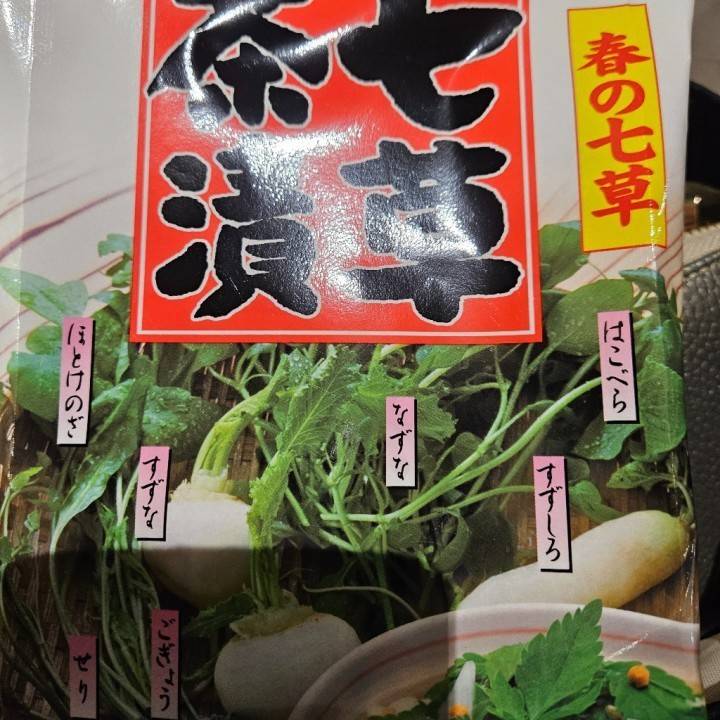 七草
茶漬
春の七草
はこべら
ほとけのざ
なずな
すずな
すずしろ
ごぎょう
せり